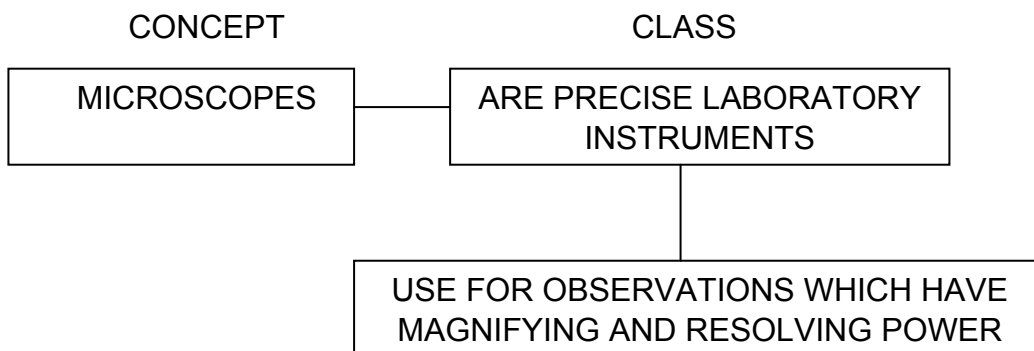 CONCEPT CLASS
MICROSCOPES
ARE PRECISE LABORATORY
INSTRUMENTS
USE FOR OBSERVATIONS WHICH HAVE
MAGNIFYING AND RESOLVING POWER